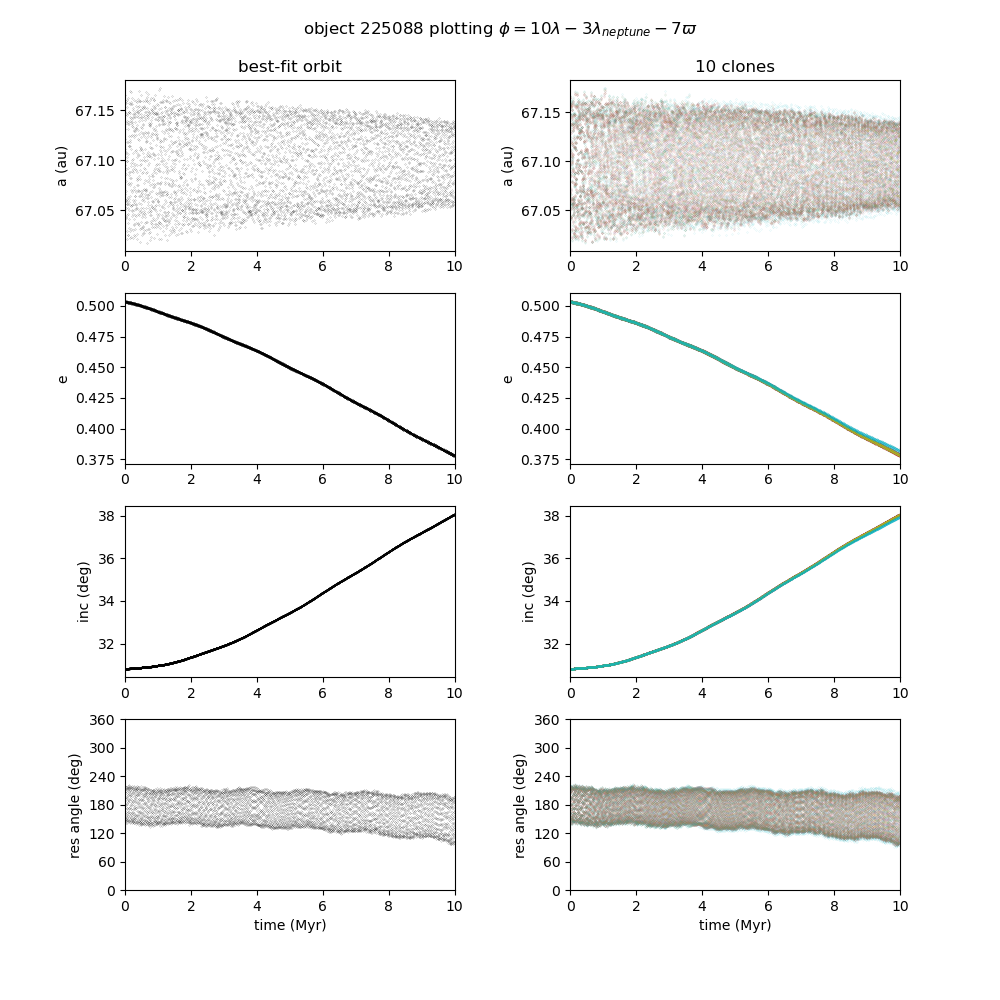 object 225088 plotting ϕ = 10λ − 3λ_neptune − 7ϖ
best-fit orbit
10 clones
a (au)
67.15
67.10
67.05
0 2 4 6 8 10
a (au)
67.15
67.10
67.05
0 2 4 6 8 10
e
0.500
0.475
0.450
0.425
0.400
0.375
0 2 4 6 8 10
e
0.500
0.475
0.450
0.425
0.400
0.375
0 2 4 6 8 10
inc (deg)
38
36
34
32
0 2 4 6 8 10
inc (deg)
38
36
34
32
0 2 4 6 8 10
res angle (deg)
360
300
240
180
120
60
0
0 2 4 6 8 10
time (Myr)
res angle (deg)
360
300
240
180
120
60
0
0 2 4 6 8 10
time (Myr)